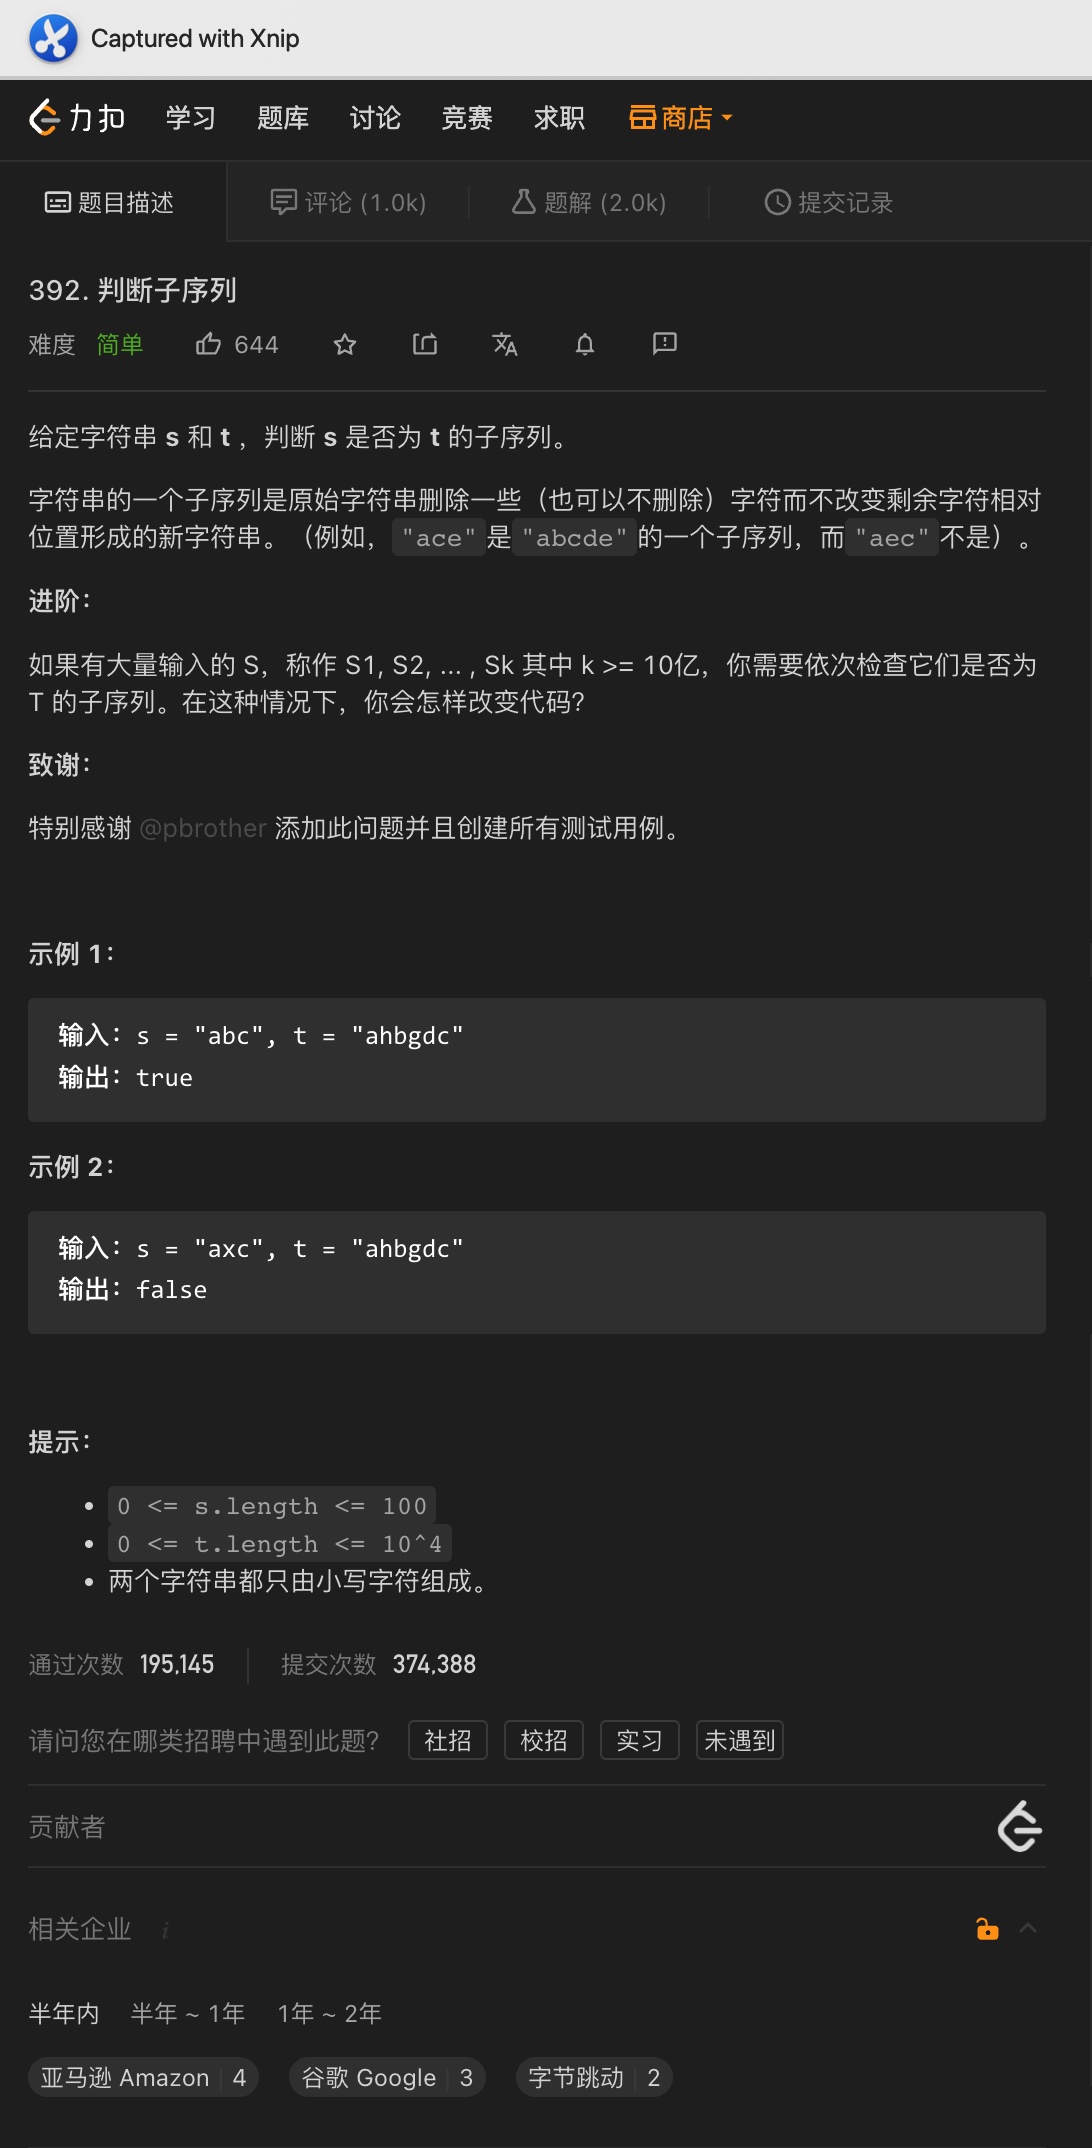 Captured with Xnip
力扣 学习 题库 讨论 竞赛 求职 商店
题目描述 评论 (1.0k) 题解 (2.0k) 提交记录
392. 判断子序列
难度 简单 644
给定字符串 s 和 t ，判断 s 是否为 t 的子序列。
字符串的一个子序列是原始字符串删除一些（也可以不删除）字符而不改变剩余字符相对
位置形成的新字符串。（例如，"ace"是"abcde"的一个子序列，而"aec"不是）。
进阶：
如果有大量输入的 S，称作 S1, S2, ... , Sk 其中 k >= 10亿，你需要依次检查它们是否为
T 的子序列。在这种情况下，你会怎样改变代码？
致谢：
特别感谢 @pbrother 添加此问题并且创建所有测试用例。
示例 1：
输入：s = "abc", t = "ahbgdc"
输出：true
示例 2：
输入：s = "axc", t = "ahbgdc"
输出：false
提示：
0 <= s.length <= 100
0 <= t.length <= 10^4
两个字符串都只由小写字符组成。
通过次数 195,145 提交次数 374,388
请问您在哪类招聘中遇到此题？ 社招 校招 实习 未遇到
贡献者
相关企业 i
半年内 半年 ~ 1年 1年 ~ 2年
亚马逊 Amazon 4 谷歌 Google 3 字节跳动 2